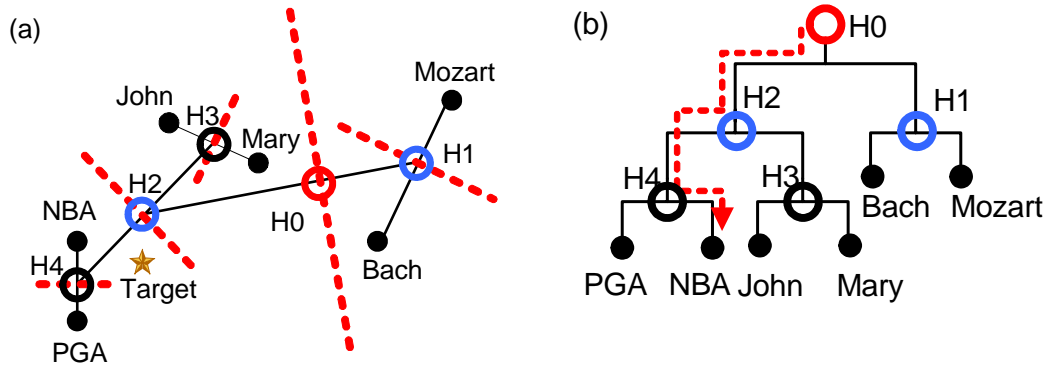 (a)
Mozart
John
H3
Mary
H1
H2
NBA
H0
H4
Target
Bach
PGA
(b)
H0
H2
H1
H4
H3
Bach
Mozart
PGA
NBA
John
Mary